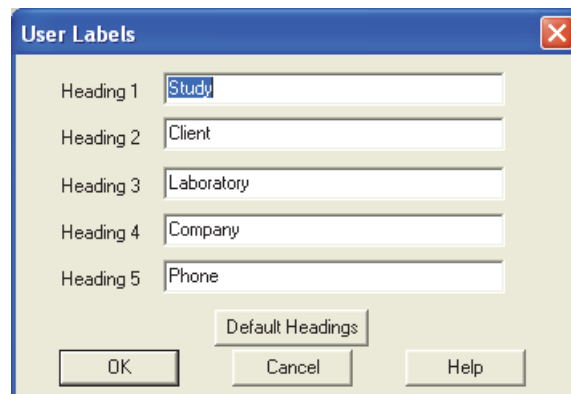 User Labels
Heading 1 Study
Heading 2 Client
Heading 3 Laboratory
Heading 4 Company
Heading 5 Phone
Default Headings
OK Cancel Help